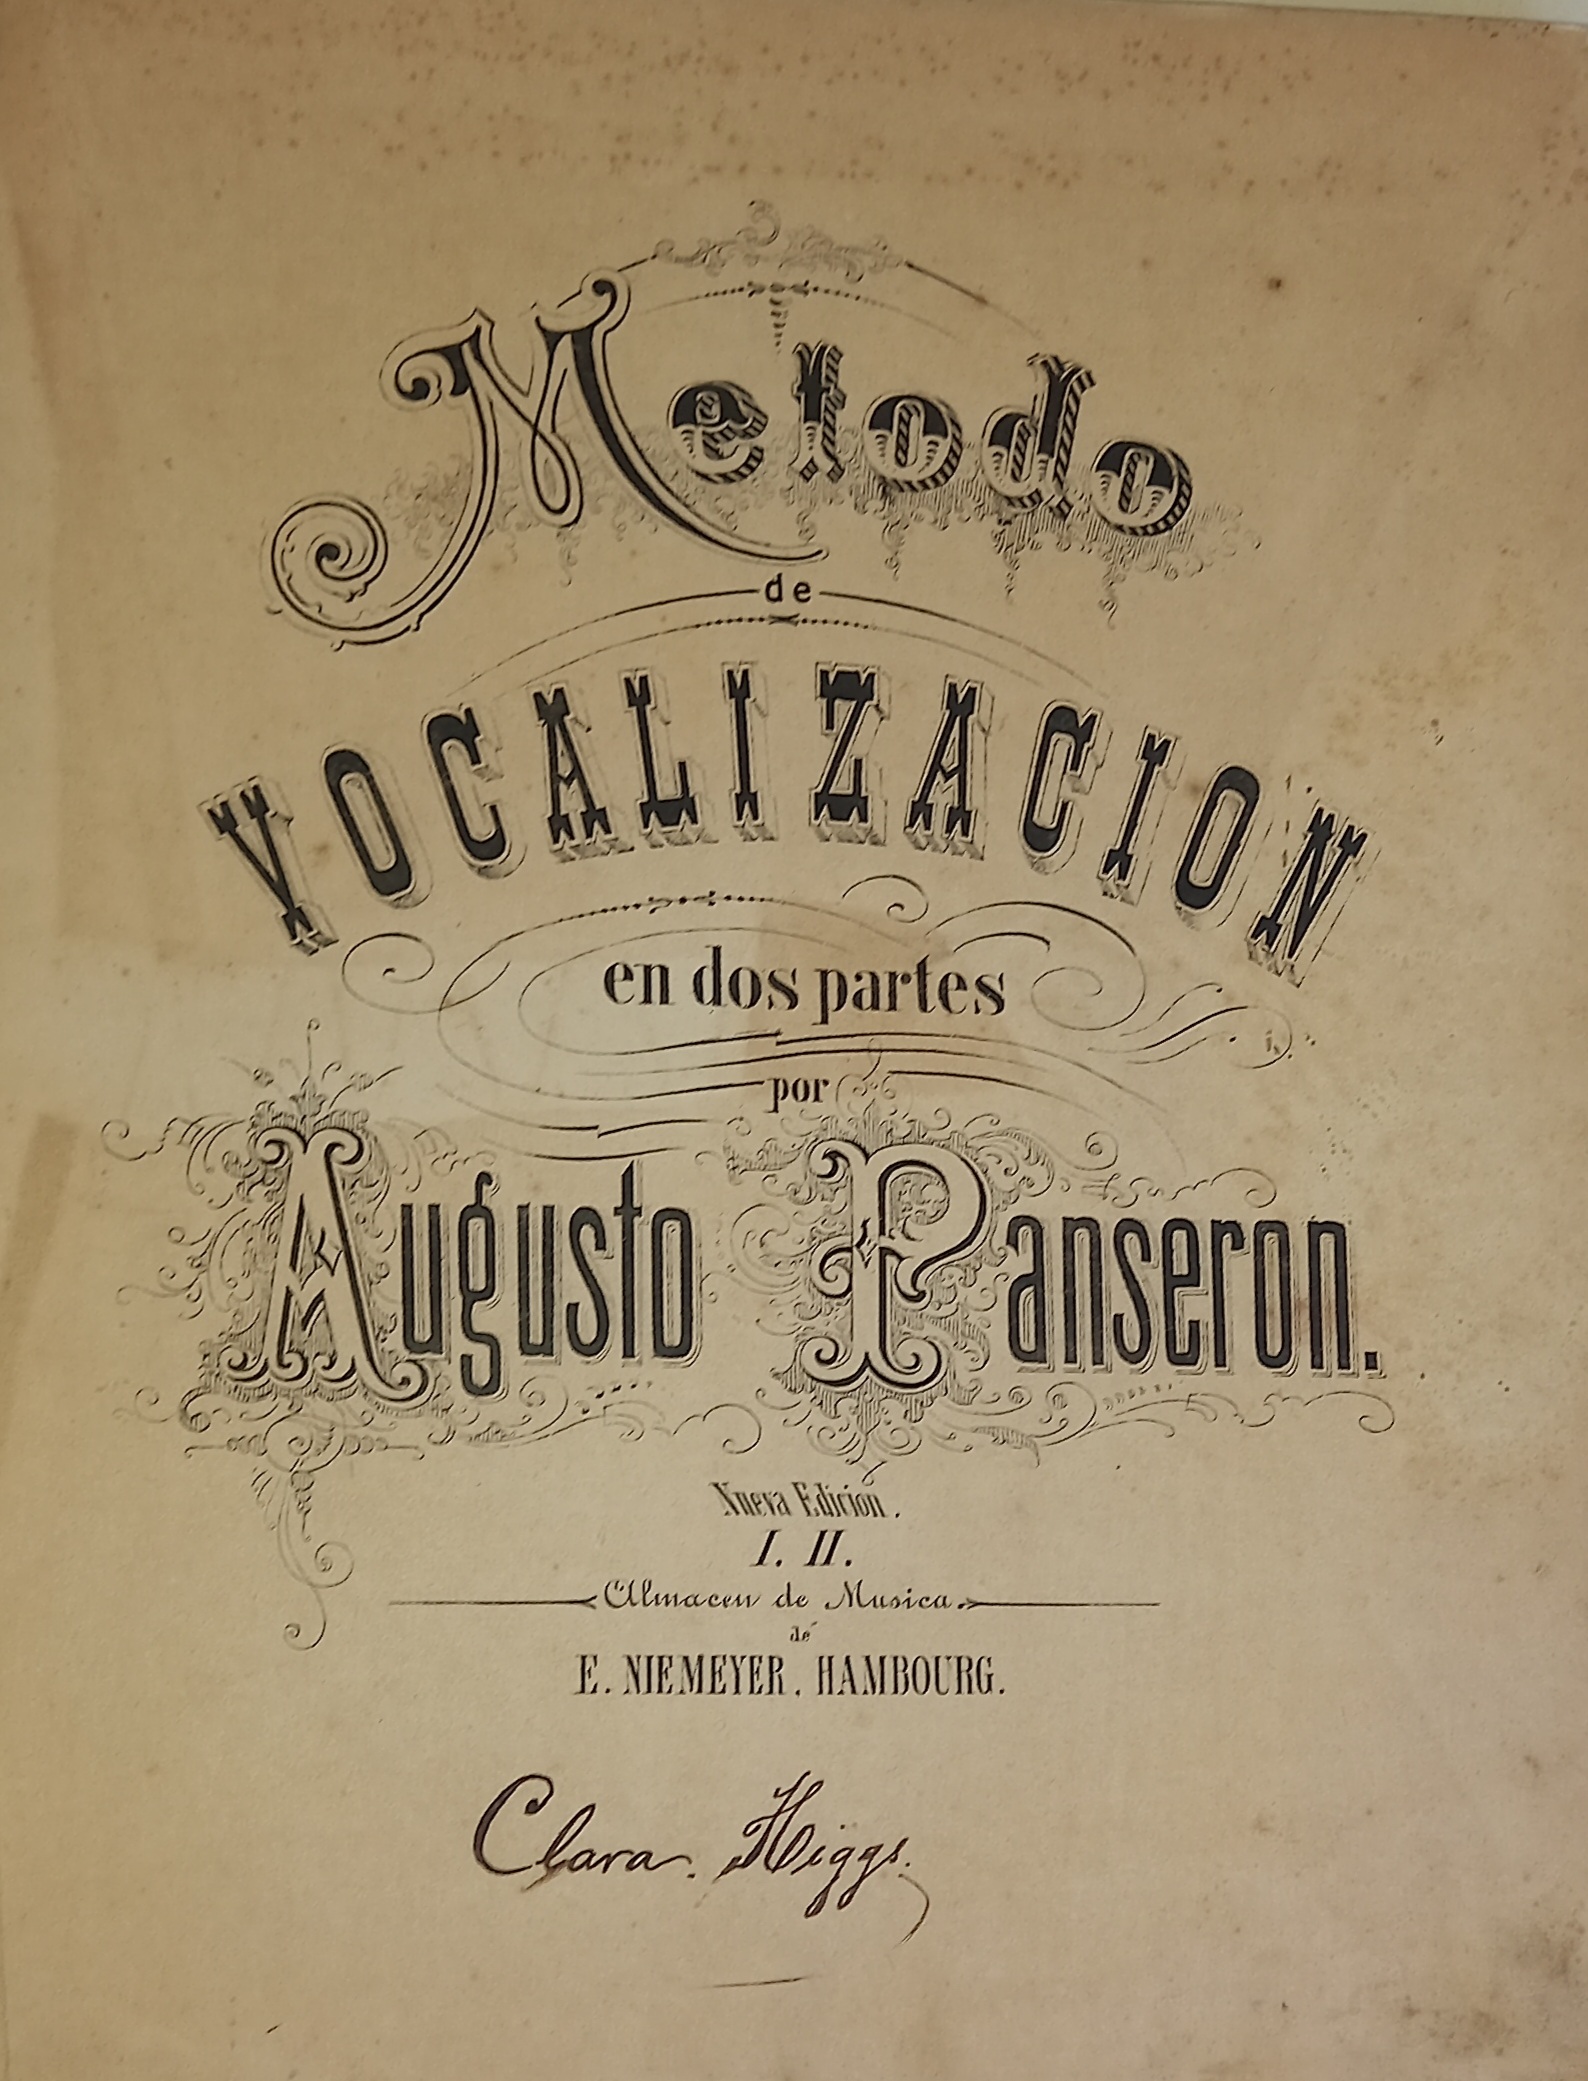 Metodo
de
VOCALIZACION
en dos partes
por
Augusto Panseron.
Nueva Edicion.
I. II.
Almacen de Musica.
de
E. NIEMEYER, HAMBOURG.
Clara. Higgs.